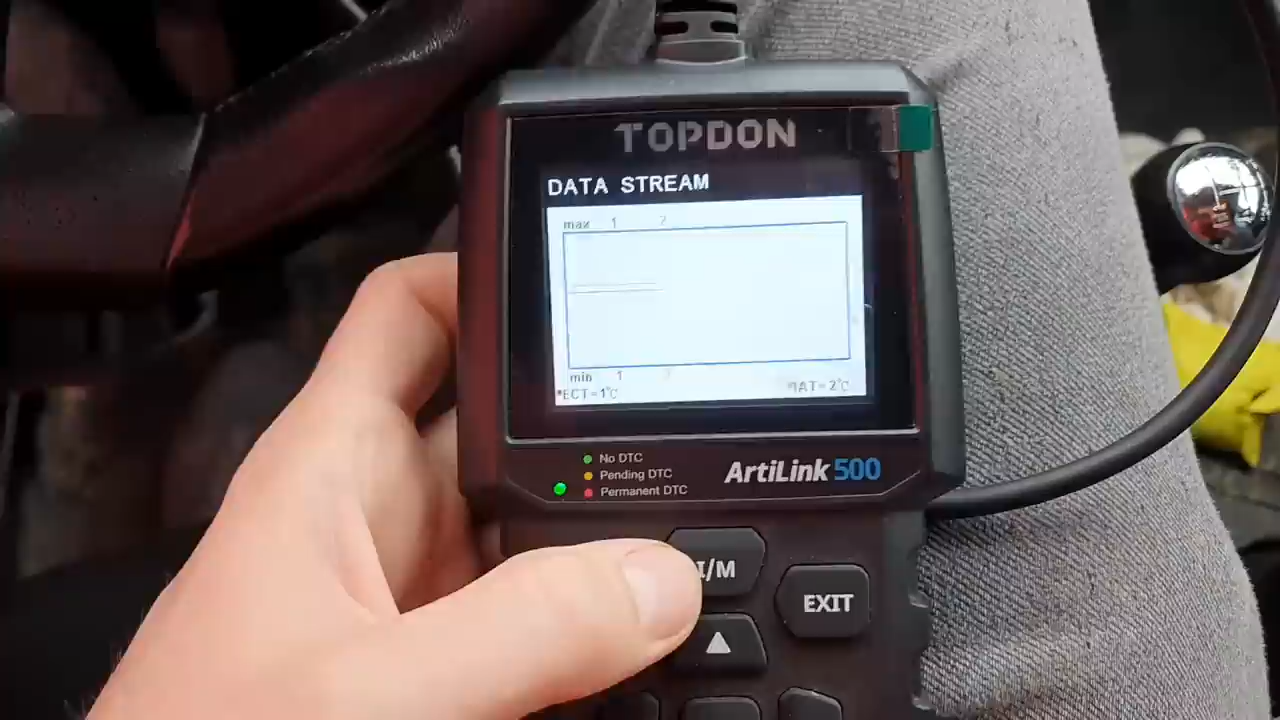 TOPDON
DATA STREAM
max 1 2
min 1 2
*ECT=1℃ *IAT=2℃
No DTC
Pending DTC
Permanent DTC
ArtiLink 500
I/M
EXIT